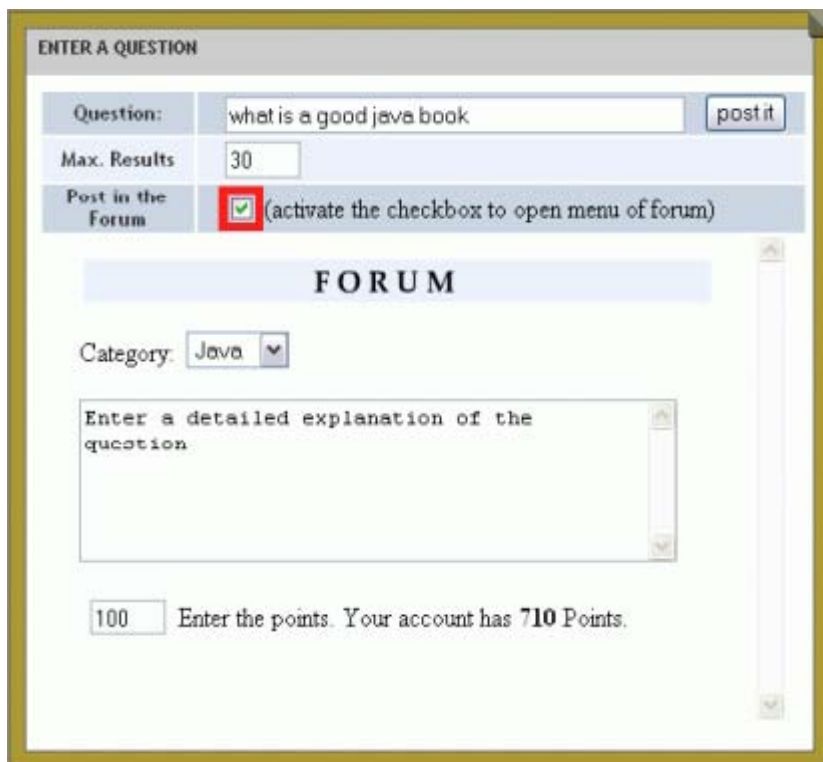 ENTER A QUESTION
Question: what is a good java book post it
Max. Results 30
Post in the
Forum (activate the checkbox to open menu of forum)
FORUM
Category: Java
Enter a detailed explanation of the
question
100 Enter the points. Your account has 710 Points.